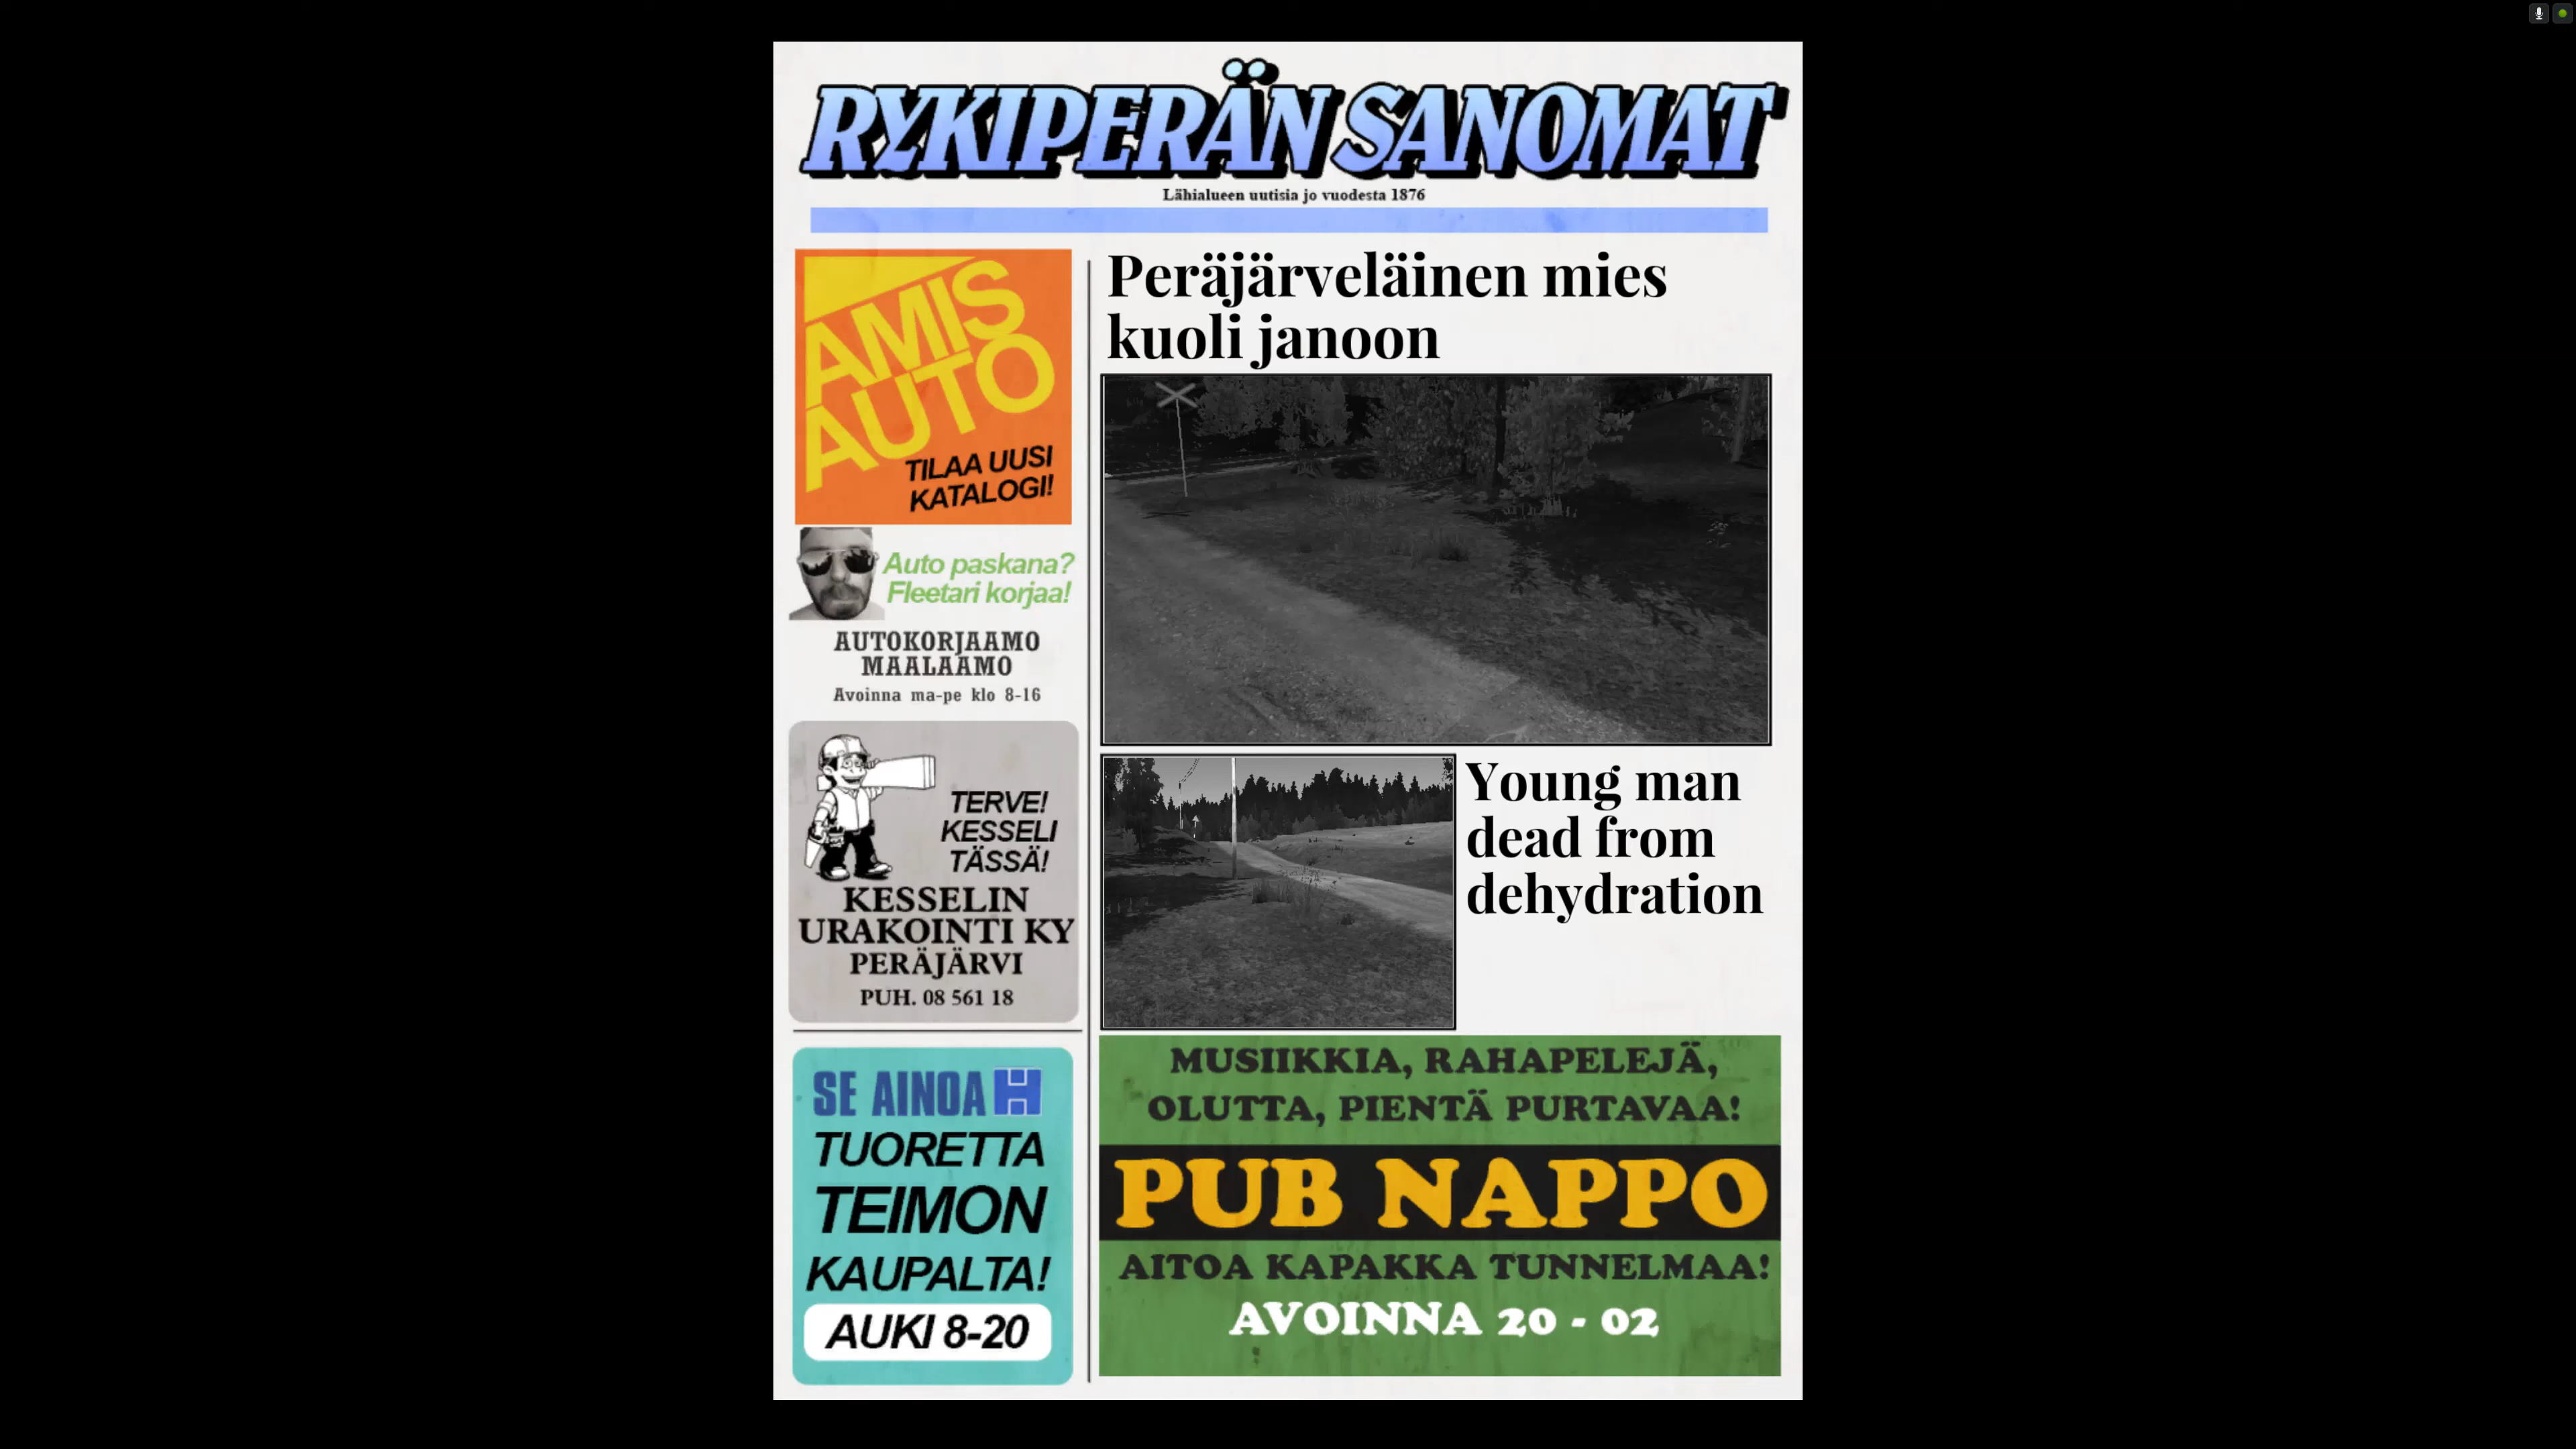 RYKIPERÄN SANOMAT
Lähialueen uutisia jo vuodesta 1876
AMIS
AUTO
TILAA UUSI
KATALOGI!
Auto paskana?
Fleetari korjaa!
AUTOKORJAAMO
MAALAAMO
Avoinna ma-pe klo 8-16
TERVE!
KESSELI
TÄSSÄ!
KESSELIN
URAKOINTI KY
PERÄJÄRVI
PUH. 08 561 18
SE AINOA H
TUORETTA
TEIMON
KAUPALTA!
AUKI 8-20
Peräjärveläinen mies
kuoli janoon
Young man
dead from
dehydration
MUSIIKKIA, RAHAPELEJÄ,
OLUTTA, PIENTÄ PURTAVAA!
PUB NAPPO
AITOA KAPAKKA TUNNELMAA!
AVOINNA 20 - 02